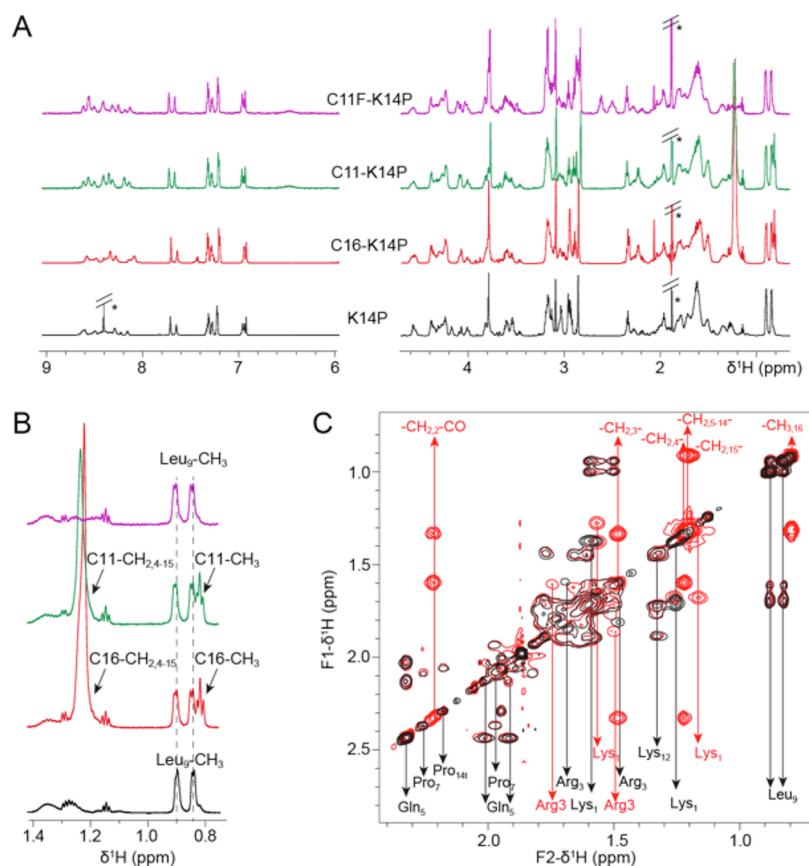 A
*
C11F-K14P
*
C11-K14P
*
C16-K14P
*
*
K14P
9 8 7 6 4 3 2 1
δ¹H (ppm)
B
Leu₉-CH₃
C11-CH₂,₄₋₁₅
C11-CH₃
C16-CH₂,₄₋₁₅
C16-CH₃
Leu₉-CH₃
1.4 1.2 1.0 0.8
δ¹H (ppm)
C
-CH₂,₂-CO
-CH₂,₃-
-CH₂,₅₋₁₄-
-CH₂,₄-
-CH₂,₁₅-
-CH₃,₁₆
1.0
1.5
2.0
2.5
F1-δ¹H (ppm)
Lys
Lys₁₂
Lys₁
Pro₁₄ₜ
Pro₇
Pro₇
Arg₃
Arg₃
Leu₉
Gln₅
Gln₅
Arg3
Lys₁
Arg3
Lys₁
2.0 1.5 1.0
F2-δ¹H (ppm)